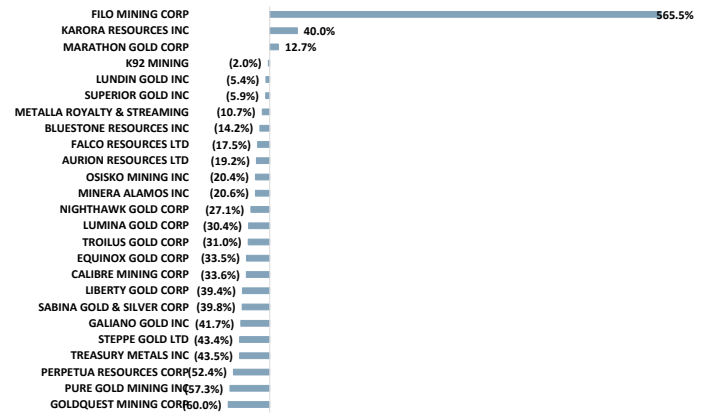 FILO MINING CORP 565.5%
KARORA RESOURCES INC 40.0%
MARATHON GOLD CORP 12.7%
K92 MINING (2.0%)
LUNDIN GOLD INC (5.4%)
SUPERIOR GOLD INC (5.9%)
METALLA ROYALTY & STREAMING (10.7%)
BLUESTONE RESOURCES INC (14.2%)
FALCO RESOURCES LTD (17.5%)
AURION RESOURCES LTD (19.2%)
OSISKO MINING INC (20.4%)
MINERA ALAMOS INC (20.6%)
NIGHTHAWK GOLD CORP (27.1%)
LUMINA GOLD CORP (30.4%)
TROILUS GOLD CORP (31.0%)
EQUINOX GOLD CORP (33.5%)
CALIBRE MINING CORP (33.6%)
LIBERTY GOLD CORP (39.4%)
SABINA GOLD & SILVER CORP (39.8%)
GALIANO GOLD INC (41.7%)
STEPPE GOLD LTD (43.4%)
TREASURY METALS INC (43.5%)
PERPETUA RESOURCES CORP (52.4%)
PURE GOLD MINING INC (57.3%)
GOLDQUEST MINING CORP (60.0%)